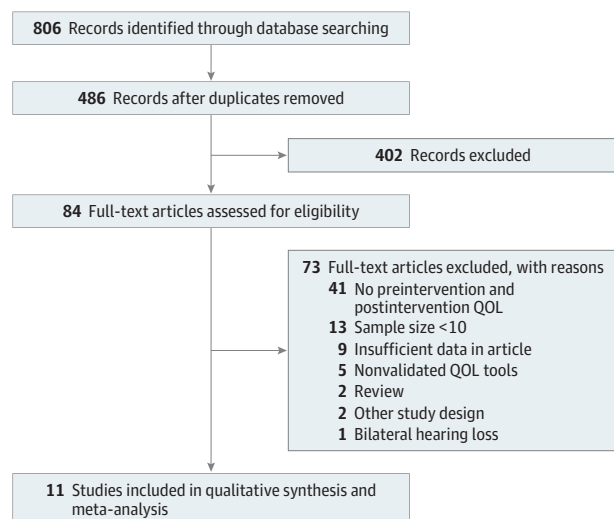 806 Records identified through database searching
486 Records after duplicates removed
402 Records excluded
84 Full-text articles assessed for eligibility
73 Full-text articles excluded, with reasons
41 No preintervention and
postintervention QOL
13 Sample size <10
9 Insufficient data in article
5 Nonvalidated QOL tools
2 Review
2 Other study design
1 Bilateral hearing loss
11 Studies included in qualitative synthesis and
meta-analysis